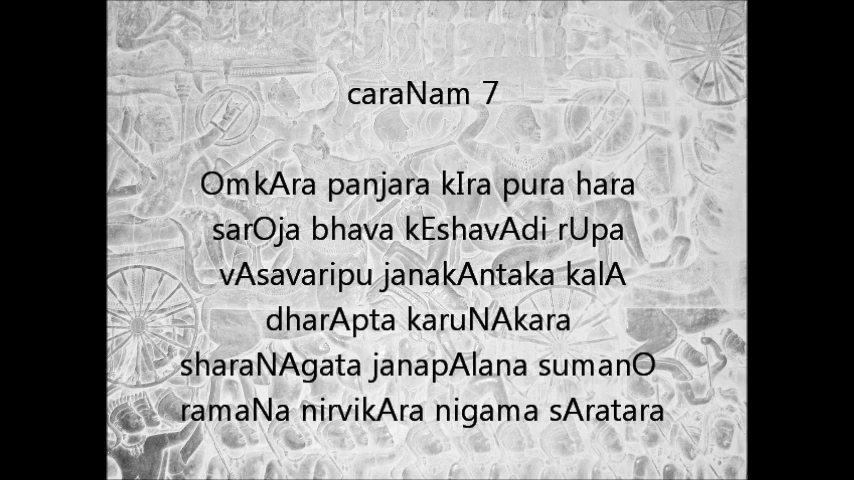 caraNam 7
OmkAra panjara kIra pura hara
sarOja bhava kEshavAdi rUpa
vAsavaripu janakAntaka kalA
dharApta karuNAkara
sharaNAgata janapAlana sumanO
ramaNa nirvikAra nigama sAratara